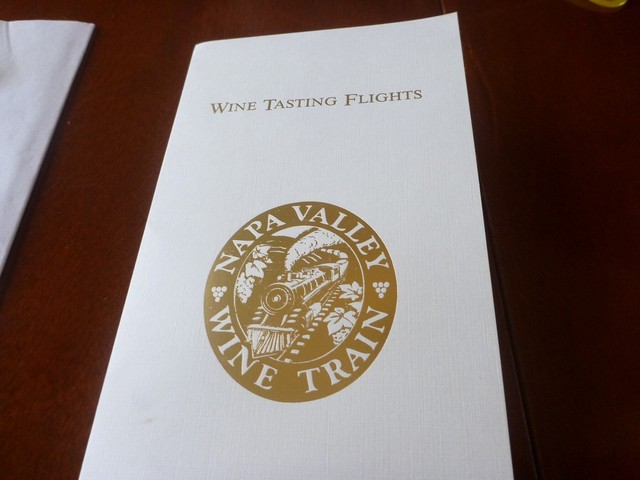 WINE TASTING FLIGHTS
NAPA VALLEY
WINE TRAIN